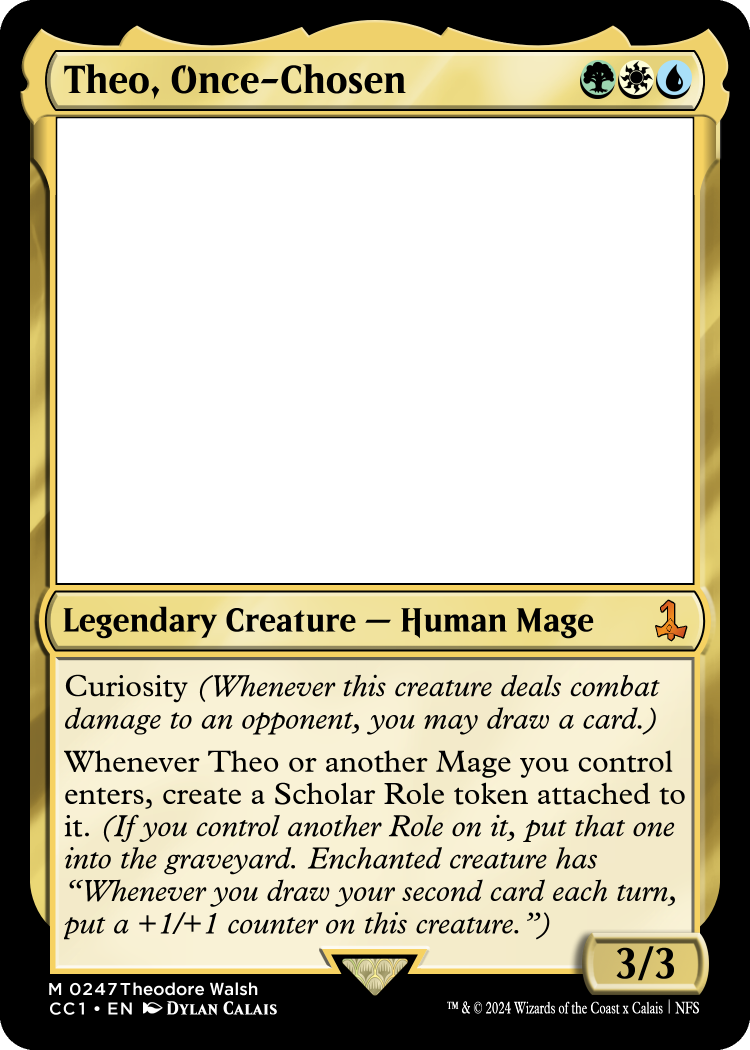 Theo, Once-Chosen
Legendary Creature — Human Mage
Curiosity (Whenever this creature deals combat
damage to an opponent, you may draw a card.)
Whenever Theo or another Mage you control
enters, create a Scholar Role token attached to
it. (If you control another Role on it, put that one
into the graveyard. Enchanted creature has
“Whenever you draw your second card each turn,
put a +1/+1 counter on this creature.”)
3/3
M 0247 Theodore Walsh
CC1 • EN Dylan Calais
™ & © 2024 Wizards of the Coast x Calais | NFS